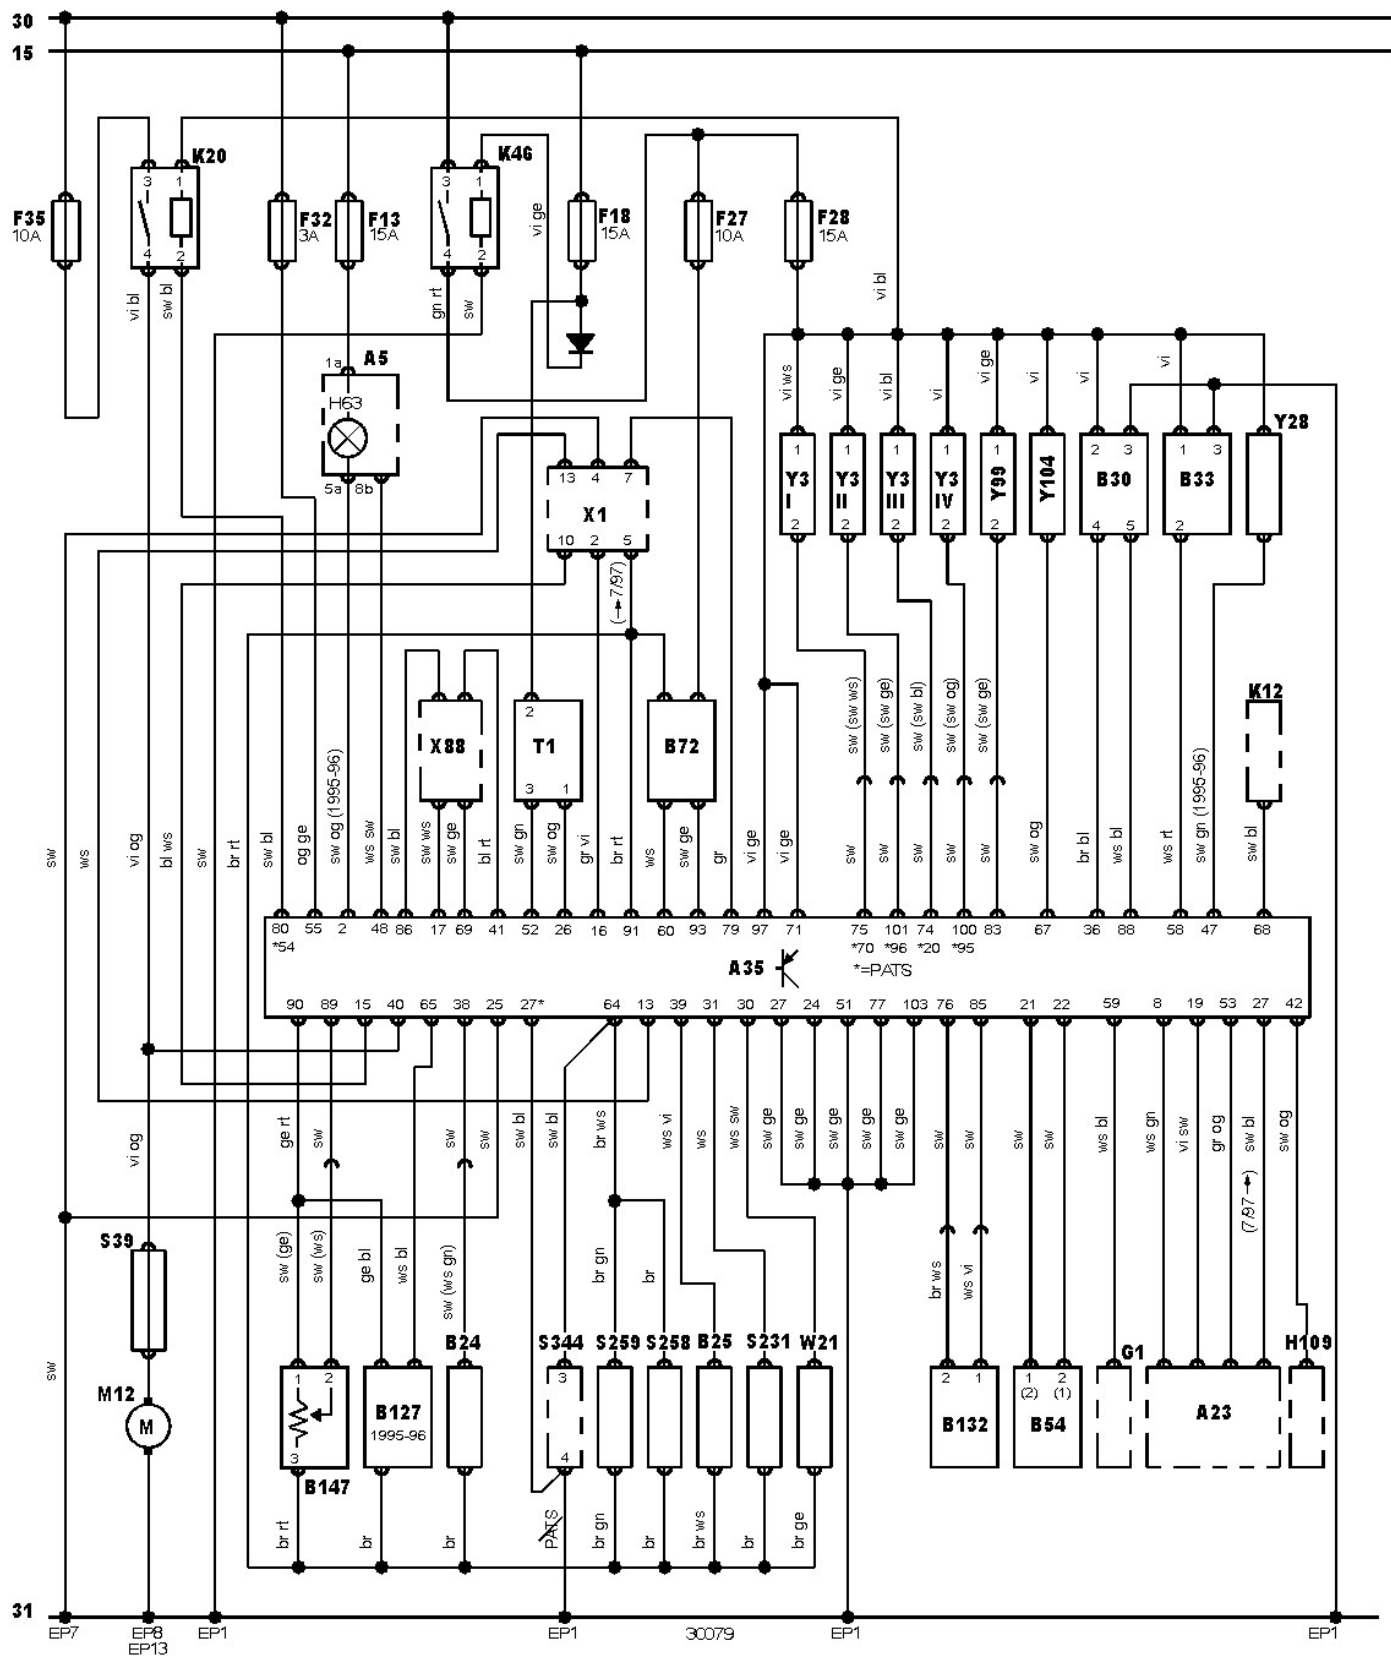 30
15
K20
K46
3 1
3 1
F35
10A
F32
3A
F13
15A
F18
15A
F27
10A
F28
15A
4 2
4 2
vi ge
vi bl
sw bl
gn rt
sw
vi bl
1a
A5
H63
5a
8b
vi ws
vi ge
vi bl
vi
vi ge
vi
vi
vi
13 4 7
X1
10 2 5
(→7/97)
1 1 1 1 1 2 3 1 3
Y28
Y3
I
Y3
II
Y3
III
Y3
IV
Y99
Y104
B30
B33
2 2 2 2 2 4 5 2
X88
2
T1
3 1
B72
K12
sw (sw ws)
sw (sw ge)
sw (sw bl)
sw (sw og)
sw (sw ge)
sw
ws
vi og
bl ws
sw
br rt
sw bl
og ge
sw og (1995-96)
ws sw
sw bl
sw ws
sw ge
bl rt
sw gn
sw og
gr vi
br rt
ws
sw ge
gr
vi ge
vi ge
sw
sw
sw
sw
sw
sw og
br bl
ws bl
ws rt
sw gn (1995-96)
sw bl
80 55 2 48 86 17 69 41 52 26 16 91 60 93 79 97 71 75 101 74 100 83 67 36 88 58 47 68
*54 *70 *96 *20 *95
A35
*=PATS
90 89 15 40 65 38 25 27* 64 13 39 31 30 27 24 51 77 103 76 85 21 22 59 8 19 53 27 42
vi og
ge rt
sw
sw
sw
sw bl
sw bl
br ws
ws vi
ws
ws sw
sw ge
sw ge
sw ge
sw ge
sw ge
sw
sw
sw
sw
ws bl
ws gn
vi sw
gr og
(7/97→) sw bl
sw og
S39
sw (ge)
sw (ws)
ge bl
ws bl
sw (ws gn)
br gn
br
br ws
ws vi
sw
M12
M
B24
S344
S259
S258
B25
S231
W21
G1
H109
1 2
3
B147
B127
1995-96
3
4
2 1
B132
1 2
(2) (1)
B54
A23
br rt
br
br
PATS
br gn
br
br ws
br
br ge
31
EP7
EP8
EP13
EP1
EP1
30079
EP1
EP1